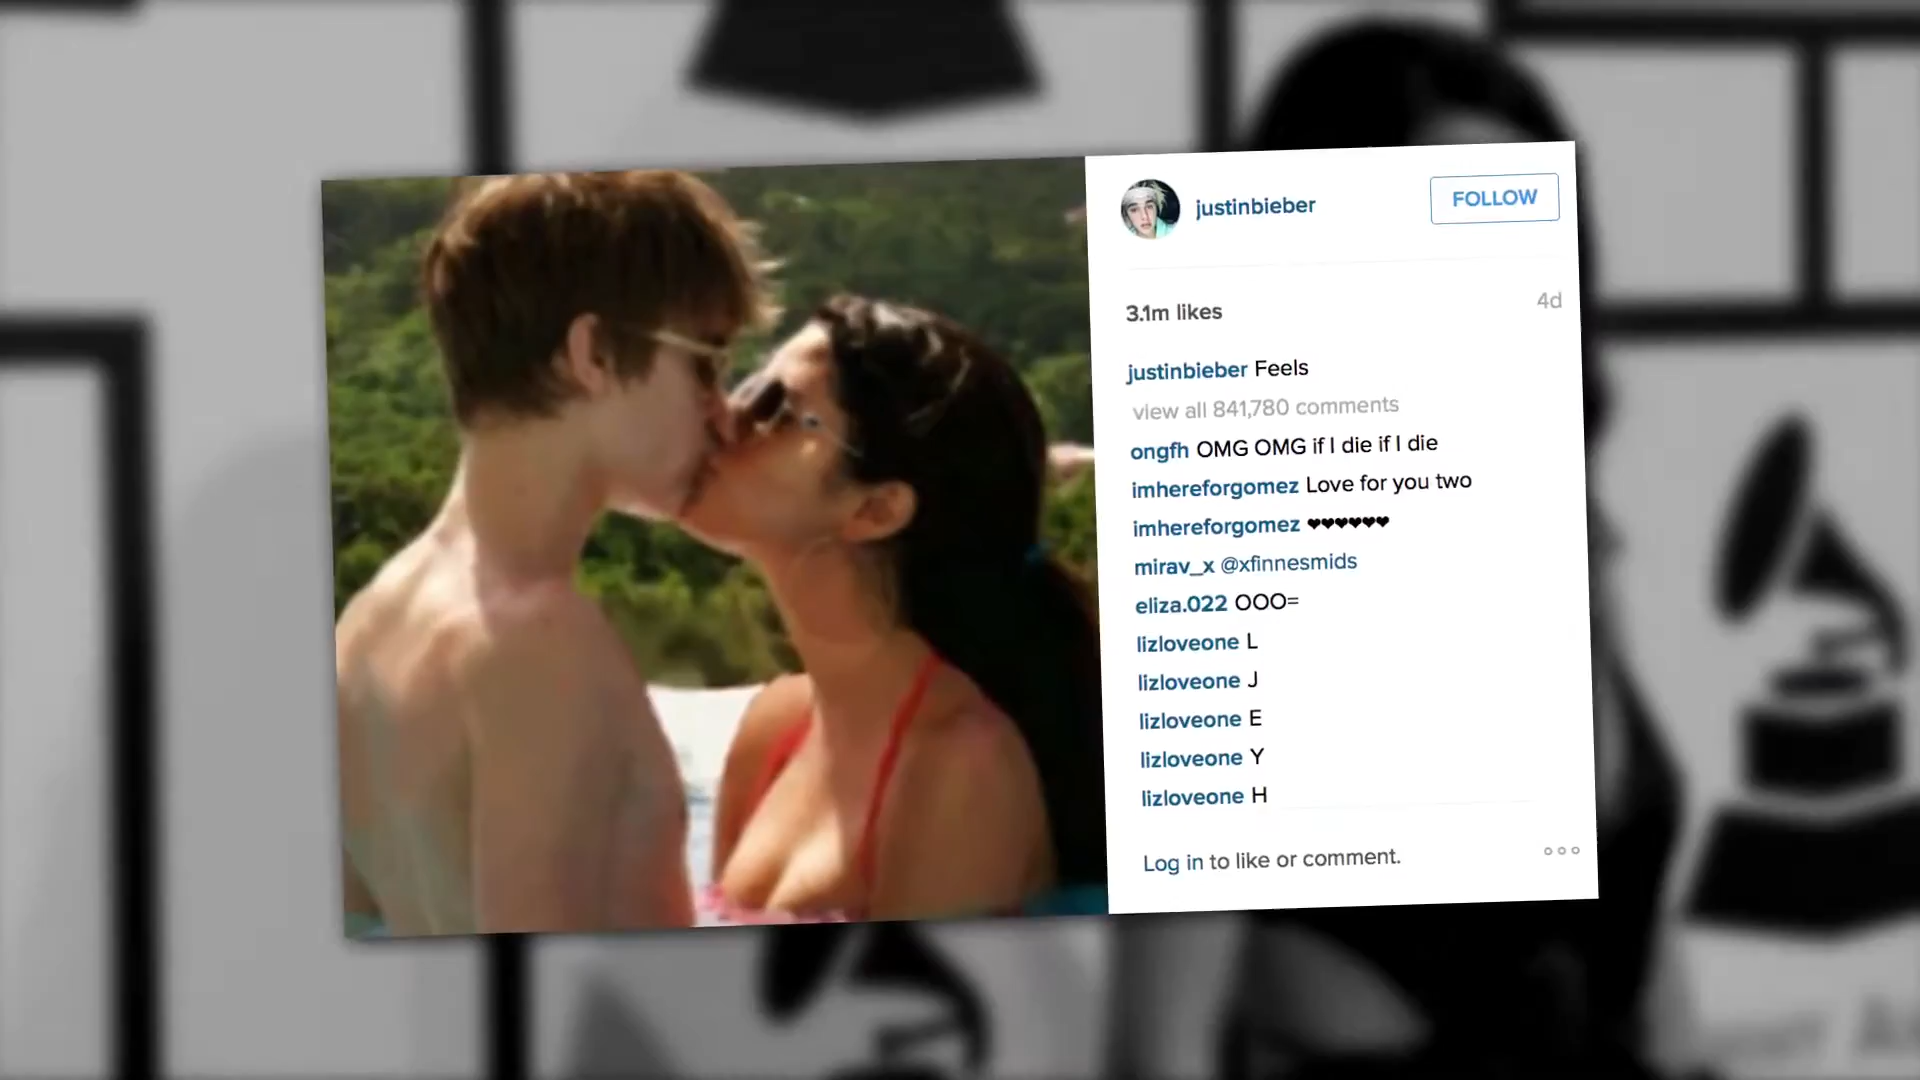 justinbieber
FOLLOW
3.1m likes
4d
justinbieber Feels
view all 841,780 comments
ongfh OMG OMG if I die if I die
imhereforgomez Love for you two
imhereforgomez ❤❤❤❤❤❤
mirav_x @xfinnesmids
eliza.022 OOO=
lizloveone L
lizloveone J
lizloveone E
lizloveone Y
lizloveone H
Log in to like or comment.